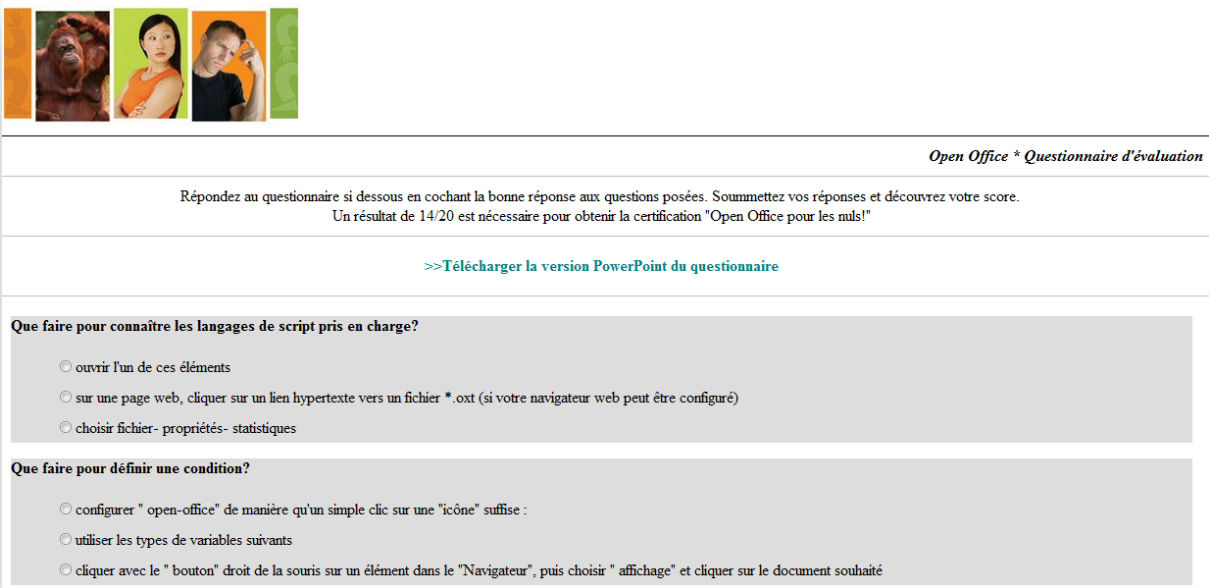 Open Office * Questionnaire d'évaluation
Répondez au questionnaire si dessous en cochant la bonne réponse aux questions posées. Soummettez vos réponses et découvrez votre score.
Un résultat de 14/20 est nécessaire pour obtenir la certification "Open Office pour les nuls!"
>>Télécharger la version PowerPoint du questionnaire
Que faire pour connaître les langages de script pris en charge?
ouvrir l'un de ces éléments
sur une page web, cliquer sur un lien hypertexte vers un fichier *.oxt (si votre navigateur web peut être configuré)
choisir fichier- propriétés- statistiques
Que faire pour définir une condition?
configurer " open-office" de manière qu'un simple clic sur une "icône" suffise :
utiliser les types de variables suivants
cliquer avec le " bouton" droit de la souris sur un élément dans le "Navigateur", puis choisir " affichage" et cliquer sur le document souhaité